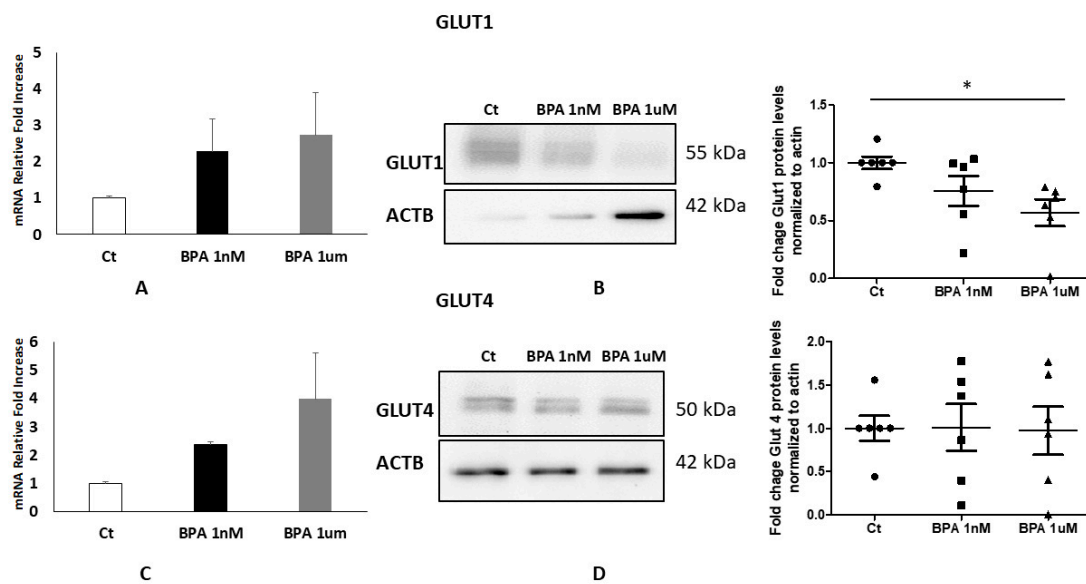 GLUT1
mRNA Relative Fold Increase
5
4
3
2
1
0
Ct
BPA 1nM
BPA 1um
A
Ct
BPA 1nM
BPA 1uM
GLUT1
55 kDa
ACTB
42 kDa
B
Fold chage Glut1 protein levels
normalized to actin
*
1.5
1.0
0.5
0.0
Ct
BPA 1nM
BPA 1uM
GLUT4
mRNA Relative Fold Increase
6
5
4
3
2
1
0
Ct
BPA 1nM
BPA 1um
C
Ct
BPA 1nM
BPA 1uM
GLUT4
50 kDa
ACTB
42 kDa
D
Fold chage Glut 4 protein levels
normalized to actin
2.0
1.5
1.0
0.5
0.0
Ct
BPA 1nM
BPA 1uM